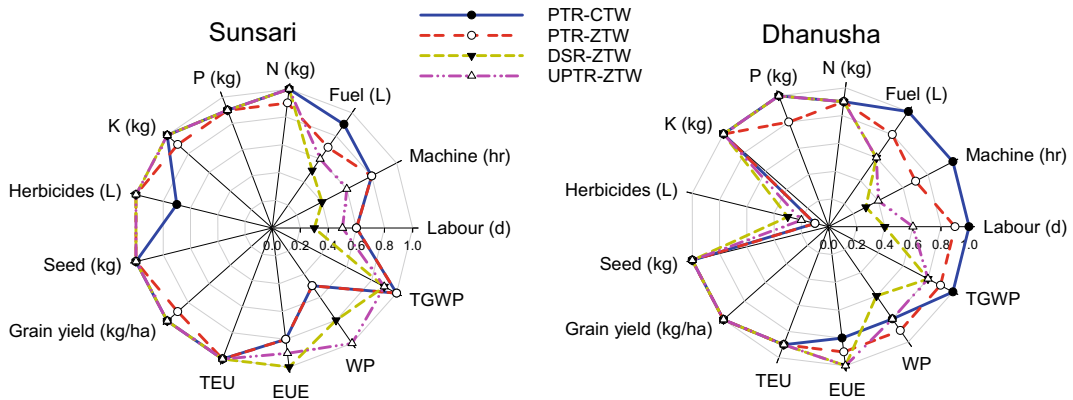 Sunsari
PTR-CTW
PTR-ZTW
DSR-ZTW
UPTR-ZTW
Dhanusha
N (kg)
P (kg)
Fuel (L)
K (kg)
Machine (hr)
Herbicides (L)
Labour (d)
0.0 0.2 0.4 0.6 0.8 1.0
Seed (kg)
TGWP
Grain yield (kg/ha)
WP
TEU
EUE
N (kg)
P (kg)
Fuel (L)
K (kg)
Machine (hr)
Herbicides (L)
Labour (d)
0.0 0.2 0.4 0.6 0.8 1.0
Seed (kg)
TGWP
Grain yield (kg/ha)
WP
TEU
EUE